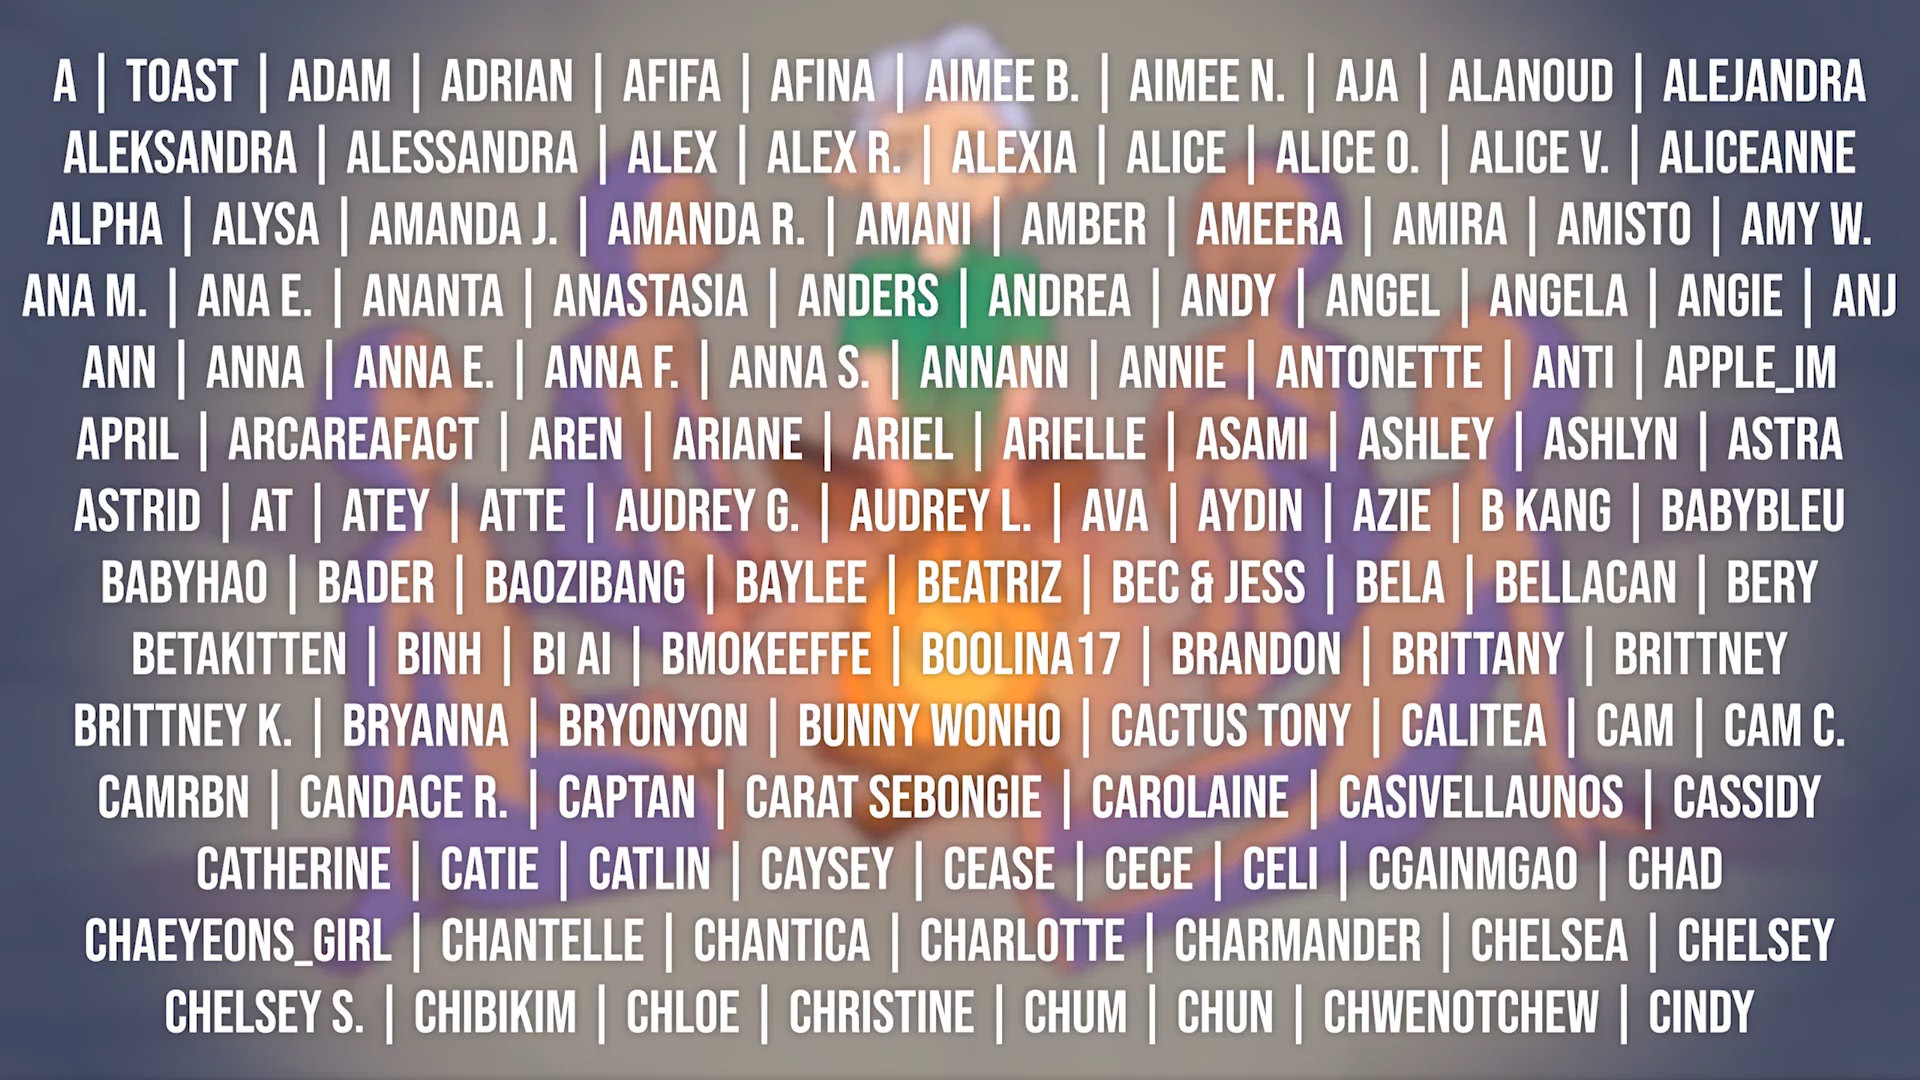 A | TOAST | ADAM | ADRIAN | AFIFA | AFINA | AIMEE B. | AIMEE N. | AJA | ALANOUD | ALEJANDRA
ALEKSANDRA | ALESSANDRA | ALEX | ALEX R. | ALEXIA | ALICE | ALICE O. | ALICE V. | ALICEANNE
ALPHA | ALYSA | AMANDA J. | AMANDA R. | AMANI | AMBER | AMEERA | AMIRA | AMISTO | AMY W.
ANA M. | ANA E. | ANANTA | ANASTASIA | ANDERS | ANDREA | ANDY | ANGEL | ANGELA | ANGIE | ANJ
ANN | ANNA | ANNA E. | ANNA F. | ANNA S. | ANNANN | ANNIE | ANTONETTE | ANTI | APPLE_IM
APRIL | ARCAREAFACT | AREN | ARIANE | ARIEL | ARIELLE | ASAMI | ASHLEY | ASHLYN | ASTRA
ASTRID | AT | ATEY | ATTE | AUDREY G. | AUDREY L. | AVA | AYDIN | AZIE | B KANG | BABYBLEU
BABYHAO | BADER | BAOZIBANG | BAYLEE | BEATRIZ | BEC & JESS | BELA | BELLACAN | BERY
BETAKITTEN | BINH | BI AI | BMOKEEFFE | BOOLINA17 | BRANDON | BRITTANY | BRITTNEY
BRITTNEY K. | BRYANNA | BRYONYON | BUNNY WONHO | CACTUS TONY | CALITEA | CAM | CAM C.
CAMRBN | CANDACE R. | CAPTAN | CARAT SEBONGIE | CAROLAINE | CASIVELLAUNOS | CASSIDY
CATHERINE | CATIE | CATLIN | CAYSEY | CEASE | CECE | CELI | CGAINMGAO | CHAD
CHAEYEONS_GIRL | CHANTELLE | CHANTICA | CHARLOTTE | CHARMANDER | CHELSEA | CHELSEY
CHELSEY S. | CHIBIKIM | CHLOE | CHRISTINE | CHUM | CHUN | CHWENOTCHEW | CINDY